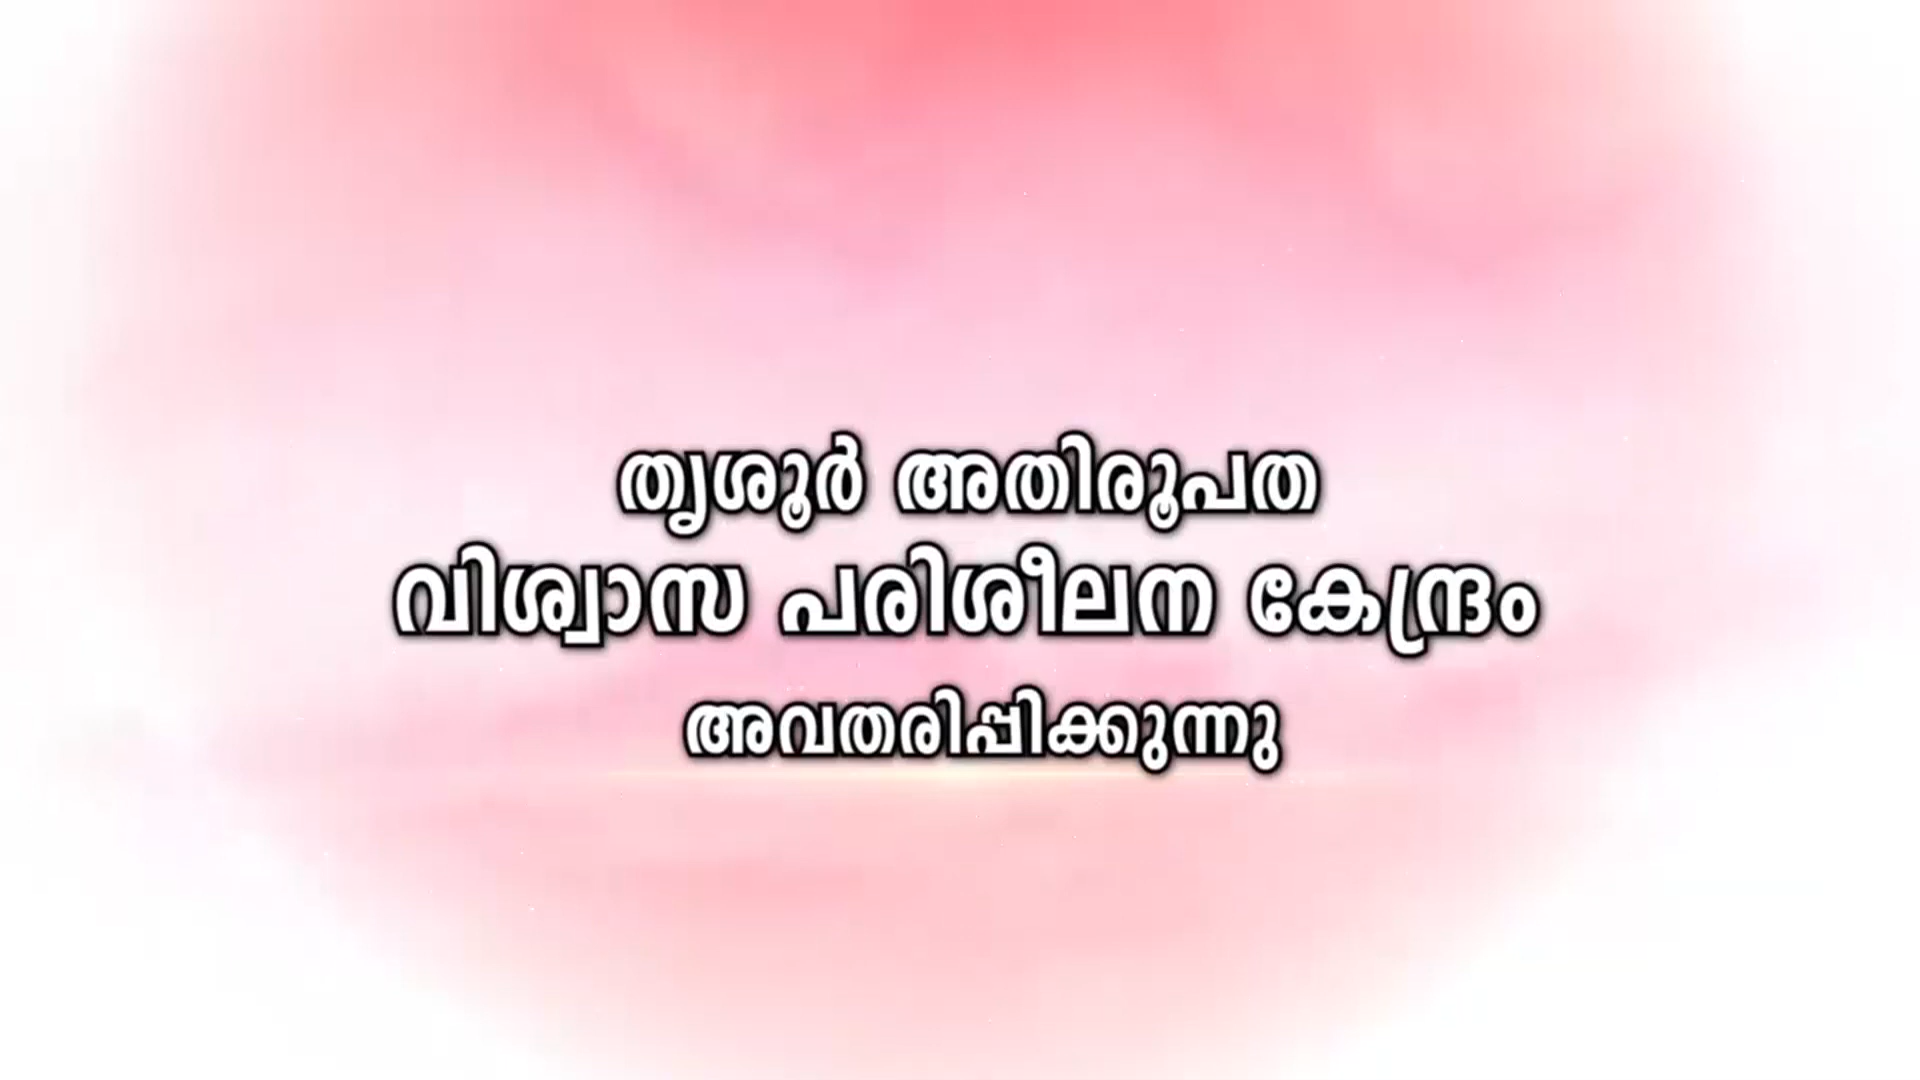 തൃശൂർ അതിരൂപത
വിശ്വാസ പരിശീലന കേന്ദ്രം
അവതരിപ്പിക്കുന്നു